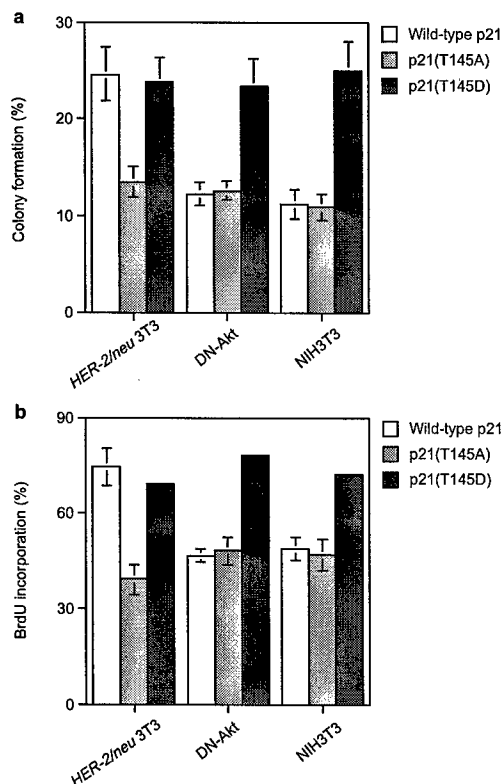 a
30
20
10
0
Colony formation (%)
Wild-type p21
p21(T145A)
p21(T145D)
HER-2/neu 3T3
DN-Akt
NIH3T3
b
90
60
30
0
BrdU incorporation (%)
Wild-type p21
p21(T145A)
p21(T145D)
HER-2/neu 3T3
DN-Akt
NIH3T3